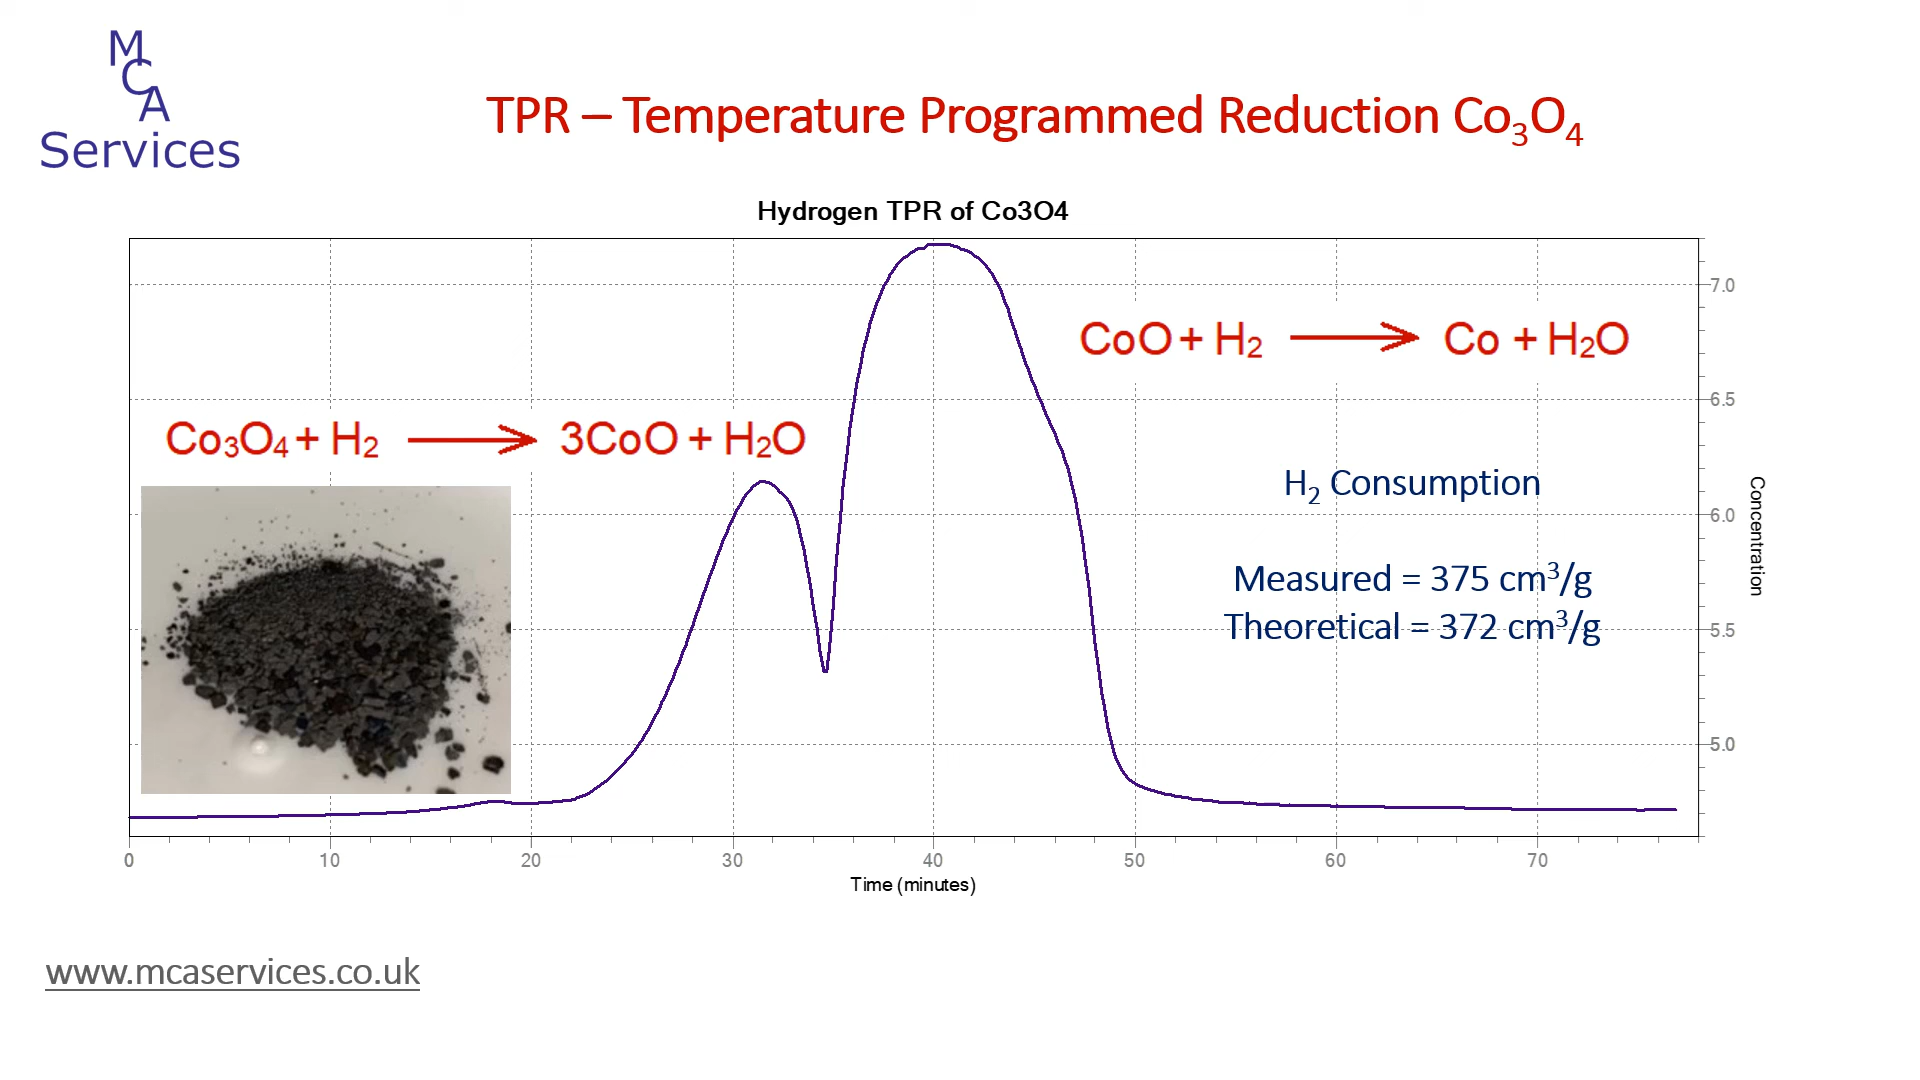 M
C
A
Services
TPR – Temperature Programmed Reduction Co₃O₄
Hydrogen TPR of Co3O4
7.0
CoO + H₂ → Co + H₂O
6.5
Co₃O₄ + H₂ → 3CoO + H₂O
H₂ Consumption
6.0
Concentration
Measured = 375 cm³/g
Theoretical = 372 cm³/g
5.5
5.0
0 10 20 30 40 50 60 70
Time (minutes)
www.mcaservices.co.uk